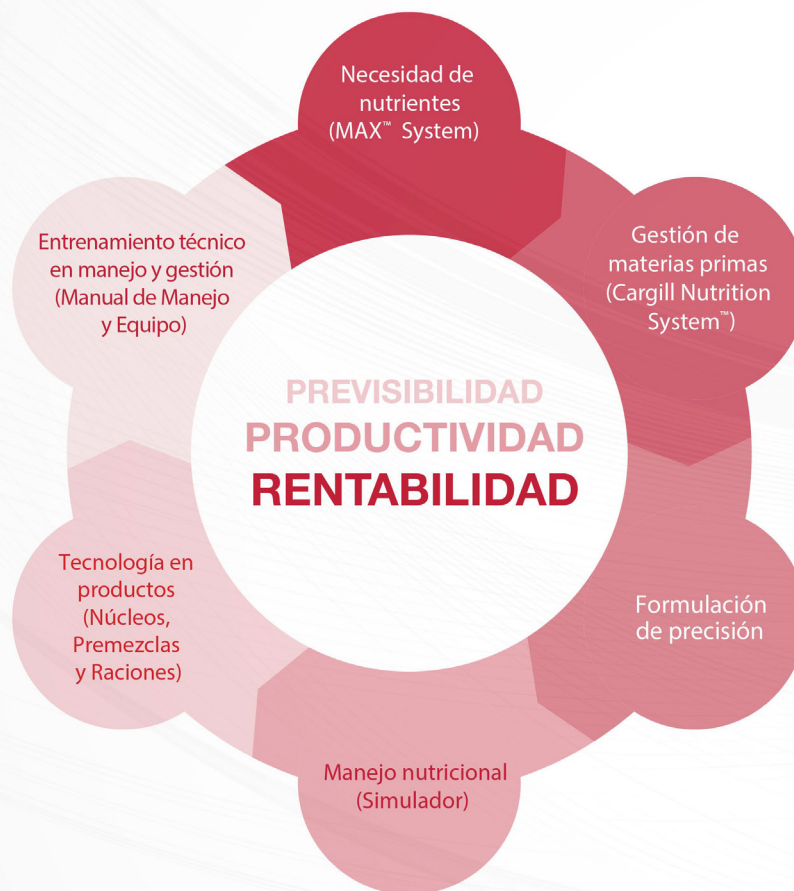 Necesidad de
nutrientes
(MAX™ System)
Gestión de
materias primas
(Cargill Nutrition
System™)
Formulación
de precisión
Manejo nutricional
(Simulador)
Tecnología en
productos
(Núcleos,
Premezclas
y Raciones)
Entrenamiento técnico
en manejo y gestión
(Manual de Manejo
y Equipo)
PREVISIBILIDAD
PRODUCTIVIDAD
RENTABILIDAD